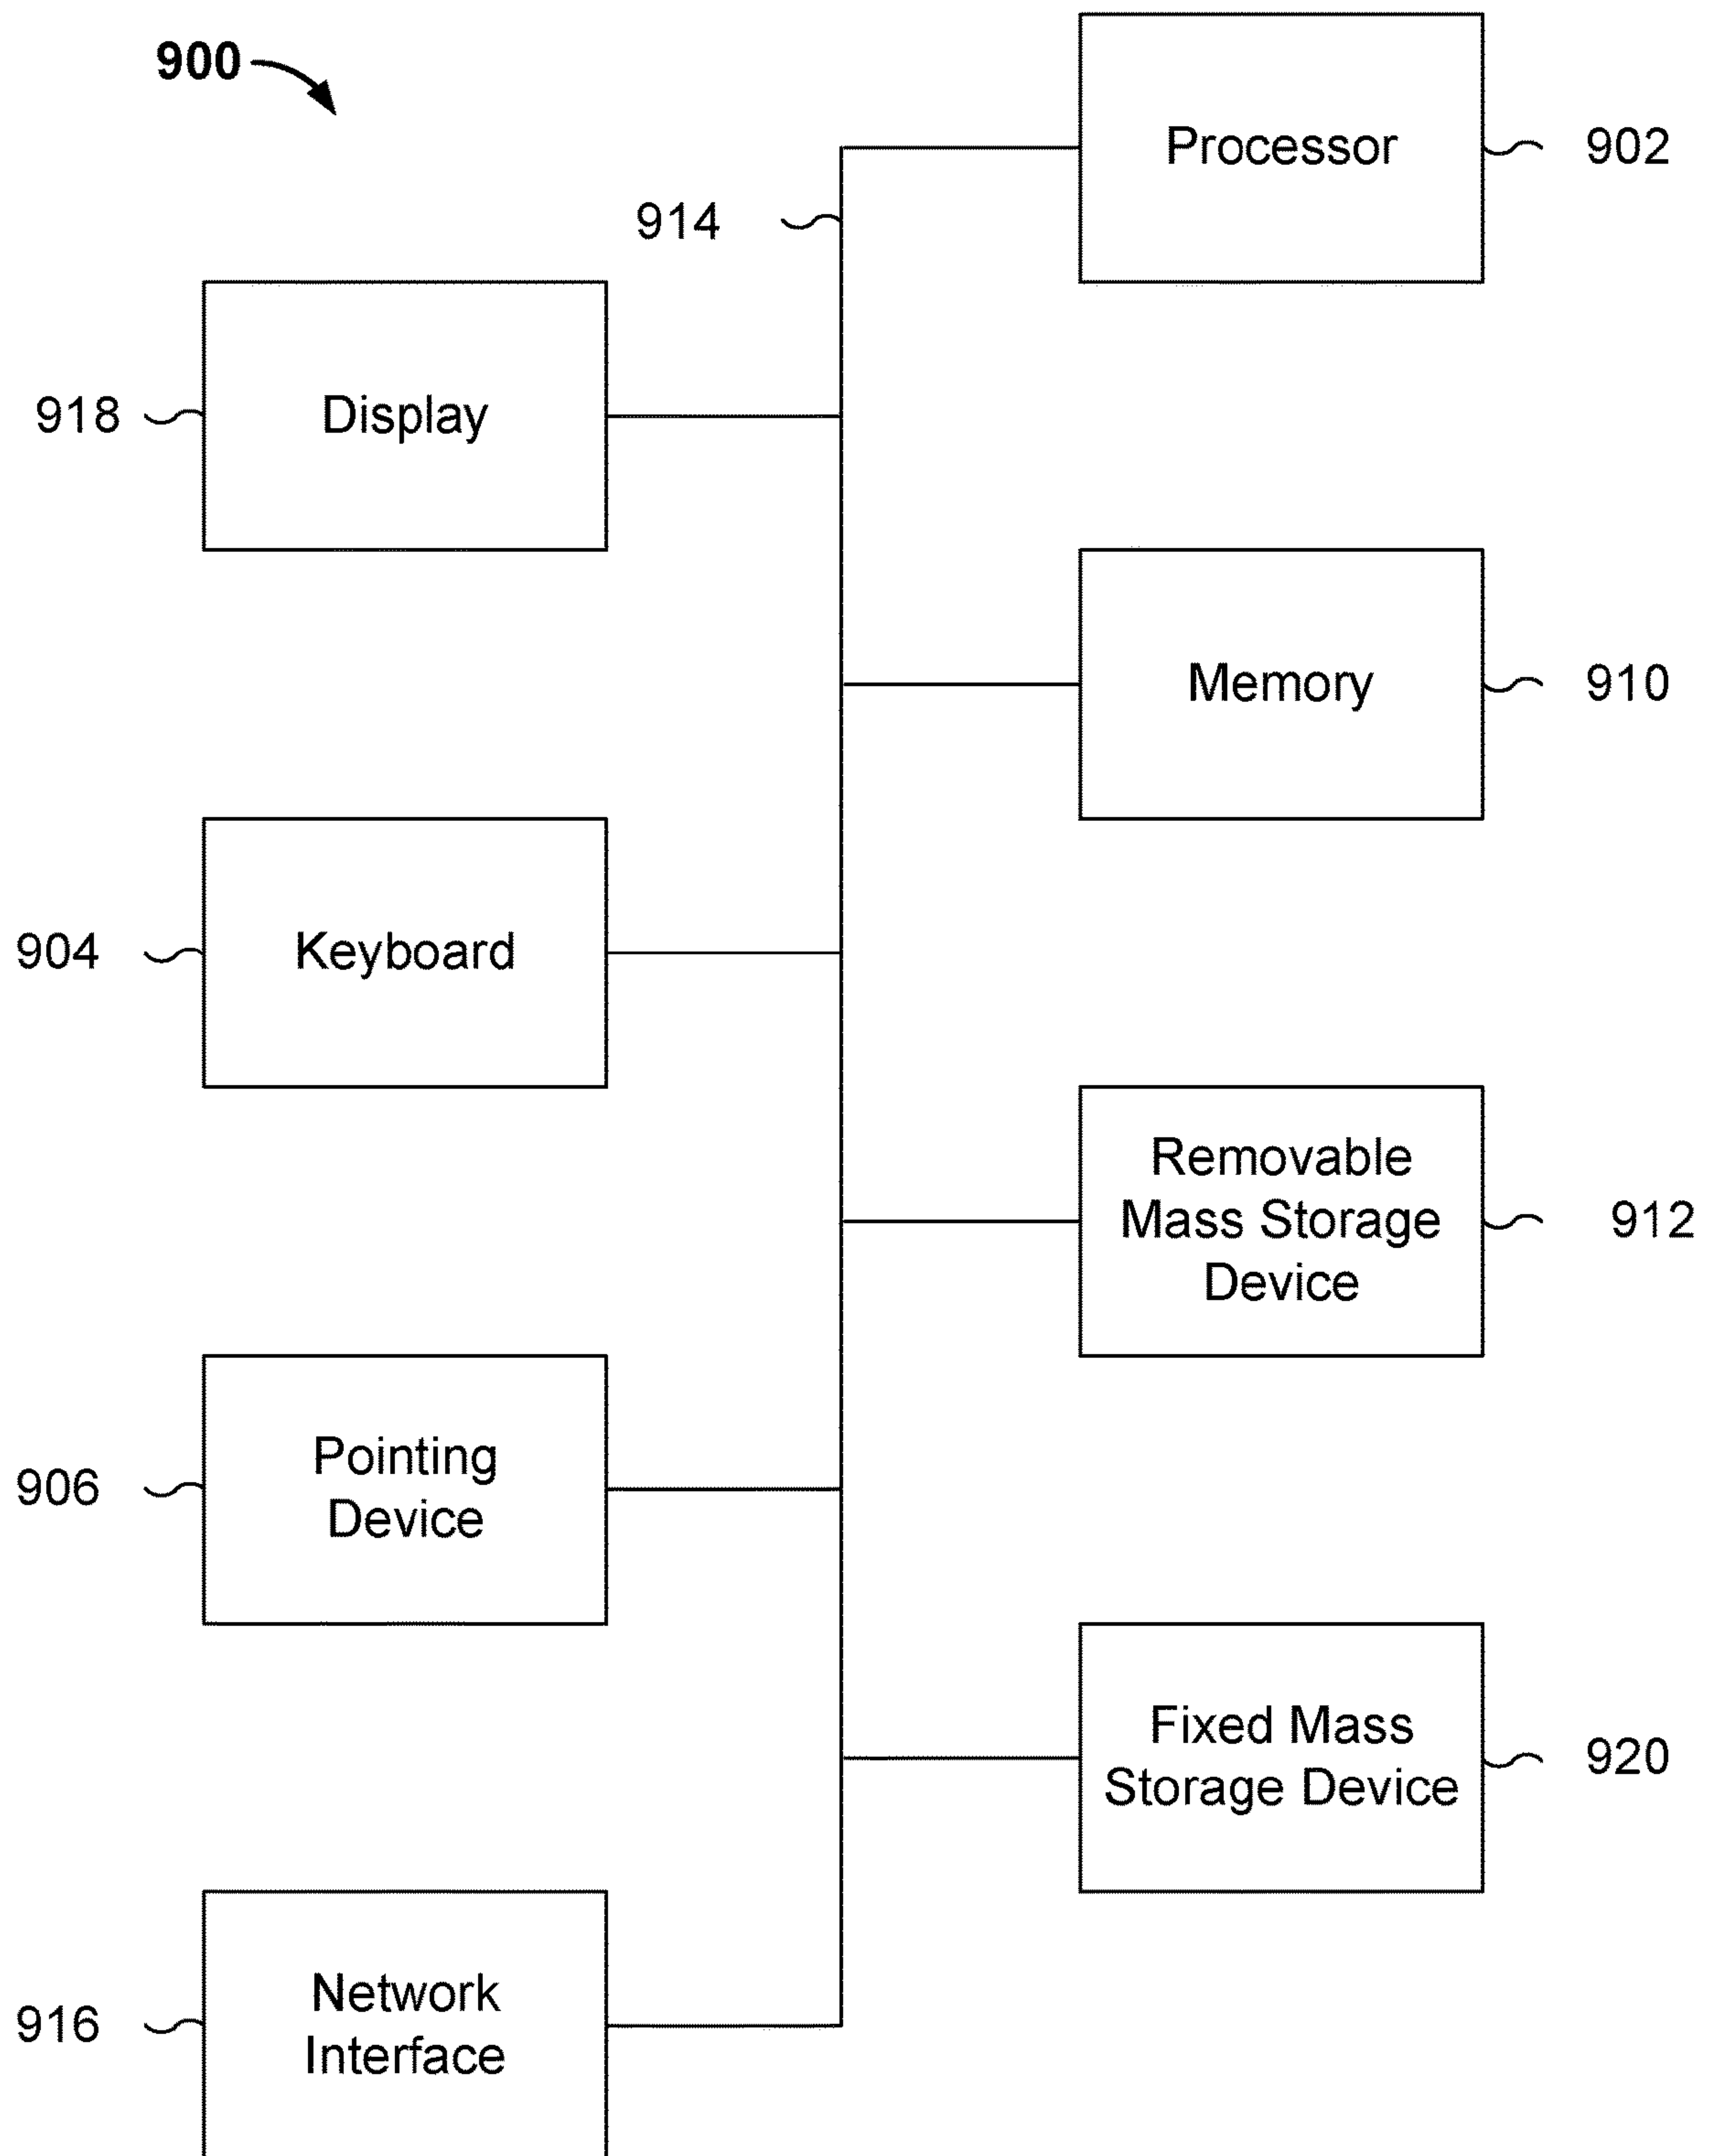 900
Processor
902
914
918
Display
Memory
910
904
Keyboard
Removable
Mass Storage
Device
912
906
Pointing
Device
Fixed Mass
Storage Device
920
916
Network
Interface